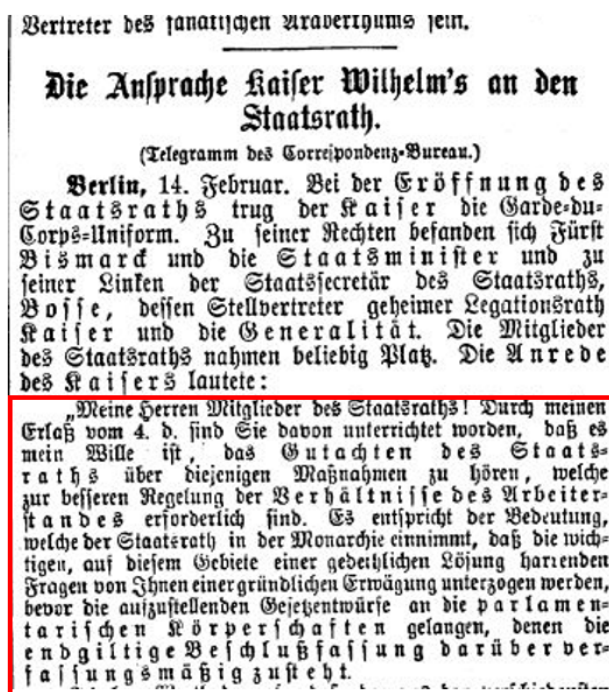 Vertreter des fanatischen Araberthums sein.
Die Ansprache Kaiser Wilhelm's an den
Staatsrath.
(Telegramm des Correspondenz-Bureau.)
Berlin, 14. Februar. Bei der Eröffnung des
Staatsraths trug der Kaiser die Garde-du-
Corps-Uniform. Zu seiner Rechten befanden sich Fürst
Bismarck und die Staatsminister und zu
seiner Linken der Staatssecretär des Staatsraths,
Bosse, dessen Stellvertreter geheimer Legationsrath
Kaiser und die Generalität. Die Mitglieder
des Staatsraths nahmen beliebig Platz. Die Anrede
des Kaisers lautete:
„Meine Herren Mitglieder des Staatsraths! Durch meinen
Erlaß vom 4. d. sind Sie davon unterrichtet worden, daß es
mein Wille ist, das Gutachten des Staats-
raths über diejenigen Maßnahmen zu hören, welche
zur besseren Regelung der Verhältnisse des Arbeiter-
standes erforderlich sind. Es entspricht der Bedeutung,
welche der Staatsrath in der Monarchie einnimmt, daß die wich-
tigen, auf diesem Gebiete einer gedeihlichen Lösung harrenden
Fragen von Ihnen einer gründlichen Erwägung unterzogen werden,
bevor die aufzustellenden Gesetzentwürfe an die parlamen-
tarischen Körperschaften gelangen, denen die
endgiltige Beschlußfassung darüber ver-
fassungsmäßig zusteht.